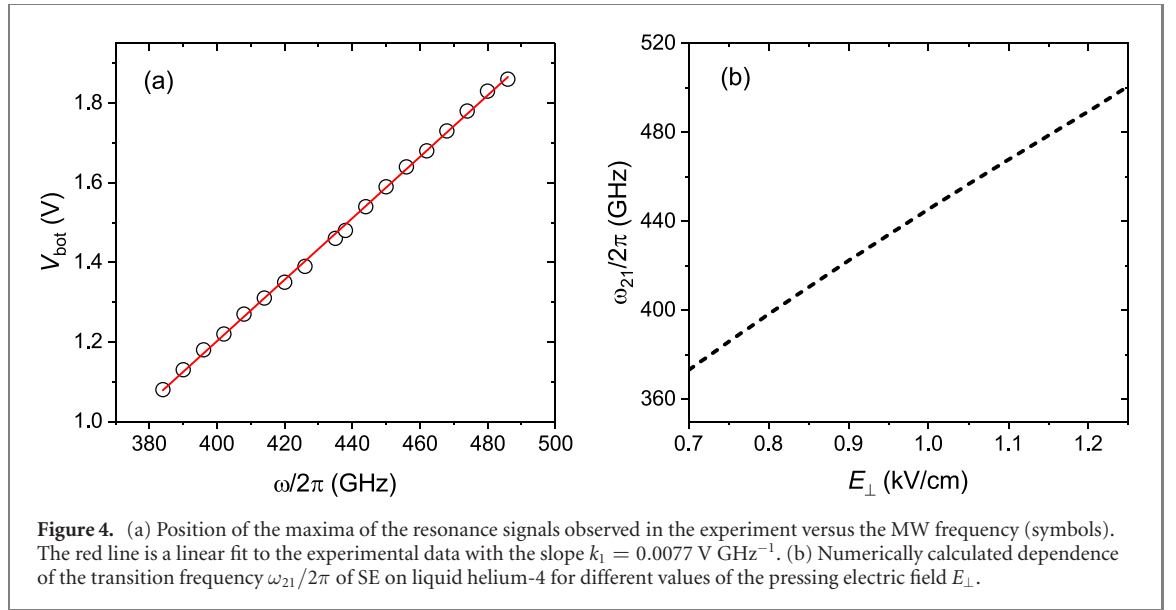 (a)
1.8
1.6
1.4
1.2
1.0
V_bot (V)
380 400 420 440 460 480 500
ω/2π (GHz)
(b)
520
480
440
400
360
ω₂₁/2π (GHz)
0.7 0.8 0.9 1.0 1.1 1.2
E⊥ (kV/cm)
Figure 4. (a) Position of the maxima of the resonance signals observed in the experiment versus the MW frequency (symbols).
The red line is a linear fit to the experimental data with the slope k₁ = 0.0077 V GHz⁻¹. (b) Numerically calculated dependence
of the transition frequency ω₂₁/2π of SE on liquid helium-4 for different values of the pressing electric field E⊥.